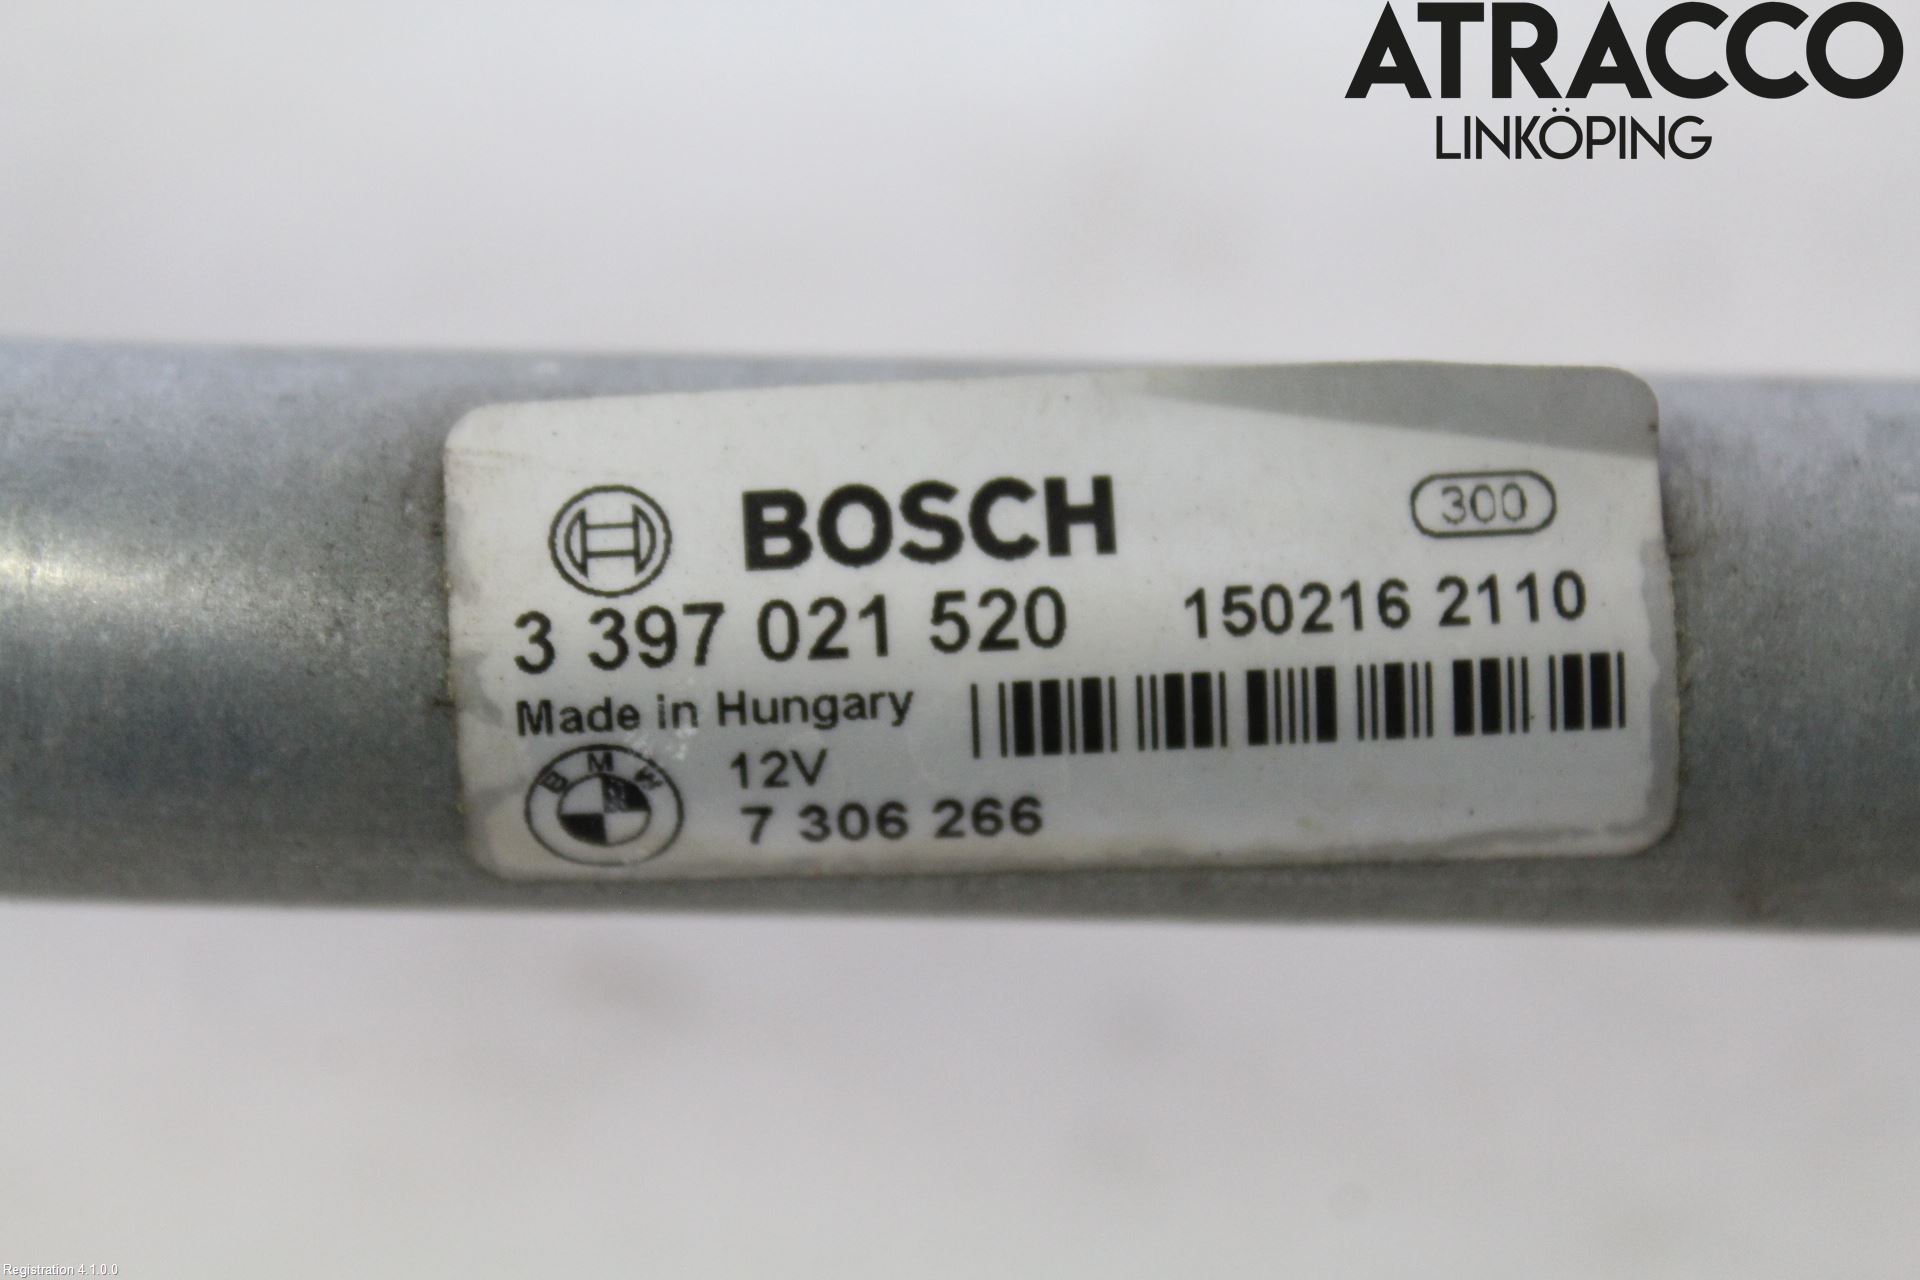 ATRACCO
LINKÖPING
BOSCH
300
3 397 021 520 150216 2110
Made in Hungary
BMW
12V
7 306 266
Registration 4.1.0.0